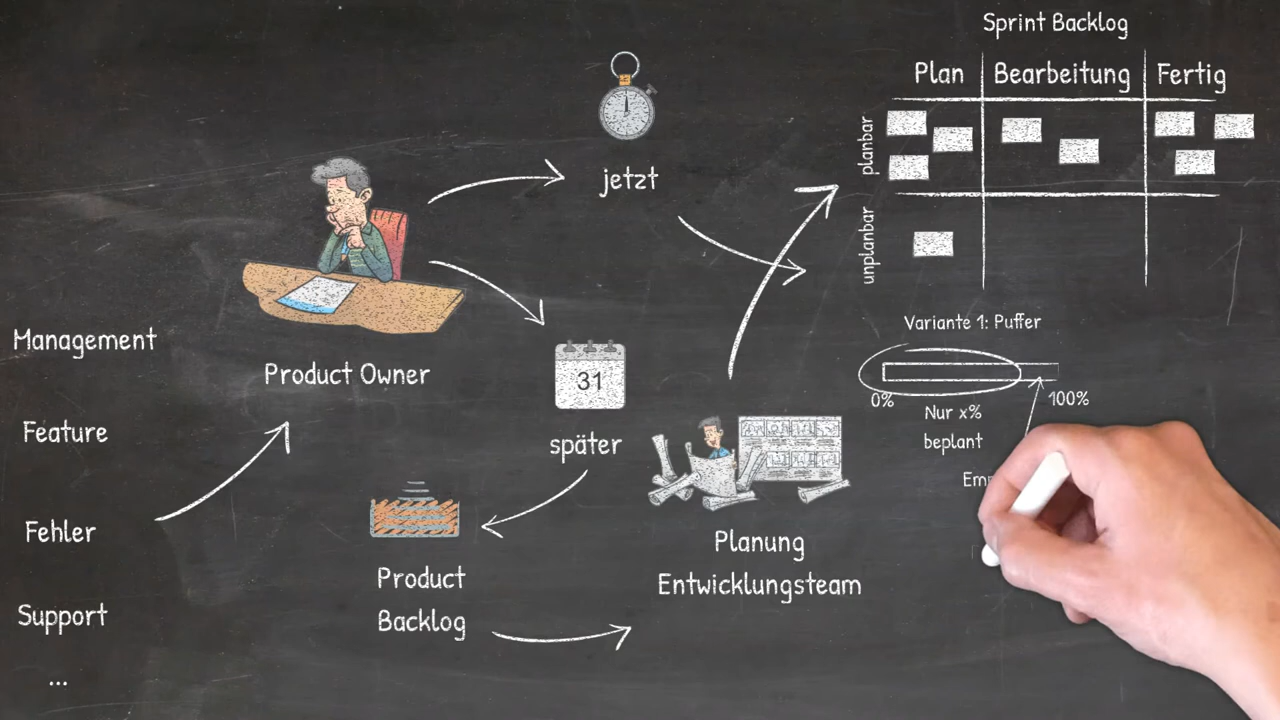 Sprint Backlog
Plan
Bearbeitung
Fertig
planbar
unplanbar
jetzt
Management
Feature
Fehler
Support
...
Product Owner
31
später
Product
Backlog
Planung
Entwicklungsteam
Variante 1: Puffer
0%
100%
Nur x%
beplant